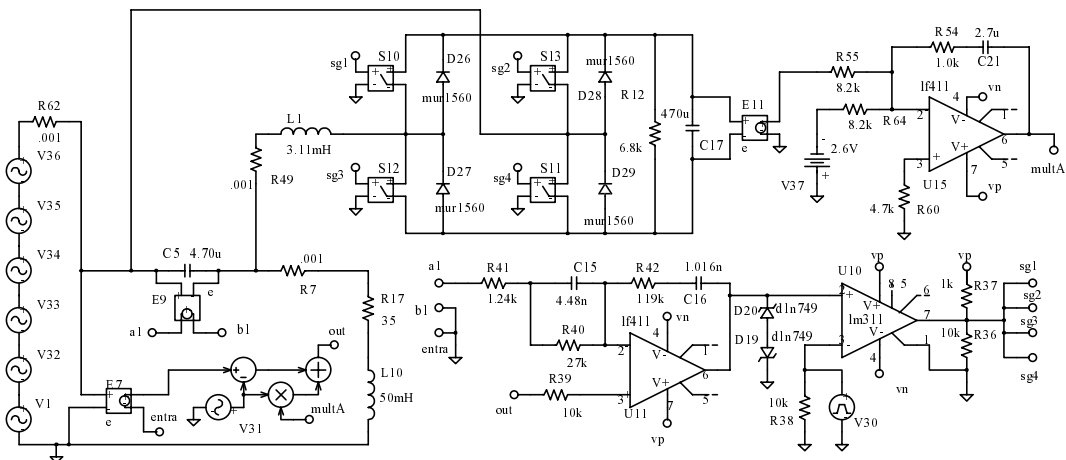 R62
.001
V36
V35
V34
V33
V32
V1
L1
3.11mH
.001
R49
sg1
S10
D26
mur1560
sg3
S12
D27
mur1560
sg2
S13
mur1560
D28
sg4
S11
D29
mur1560
R12
6.8k
470u
C17
E11
e
R55
8.2k
8.2k
R64
2.6V
V37
- 
+
R54
1.0k
2.7u
C21
lf411
2
3
4
V-
V+
7
1
6
5
vn
vp
U15
4.7k
R60
multA
C5
4.70u
E9
e
a1
b1
.001
R7
R17
35
L10
50mH
out
E7
e
entra
V31
multA
a1
b1
entra
R41
1.24k
C15
4.48n
R42
119k
1.016n
C16
R40
27k
lf411
2
3
4
V-
V+
7
1
6
5
vn
vp
U11
out
R39
10k
D20
d1n749
D19
d1n749
U10
vp
lm311
2
3
8
5
6
7
V+
V-
4
1
vn
10k
R38
V30
vp
1k
R37
10k
R36
sg1
sg2
sg3
sg4